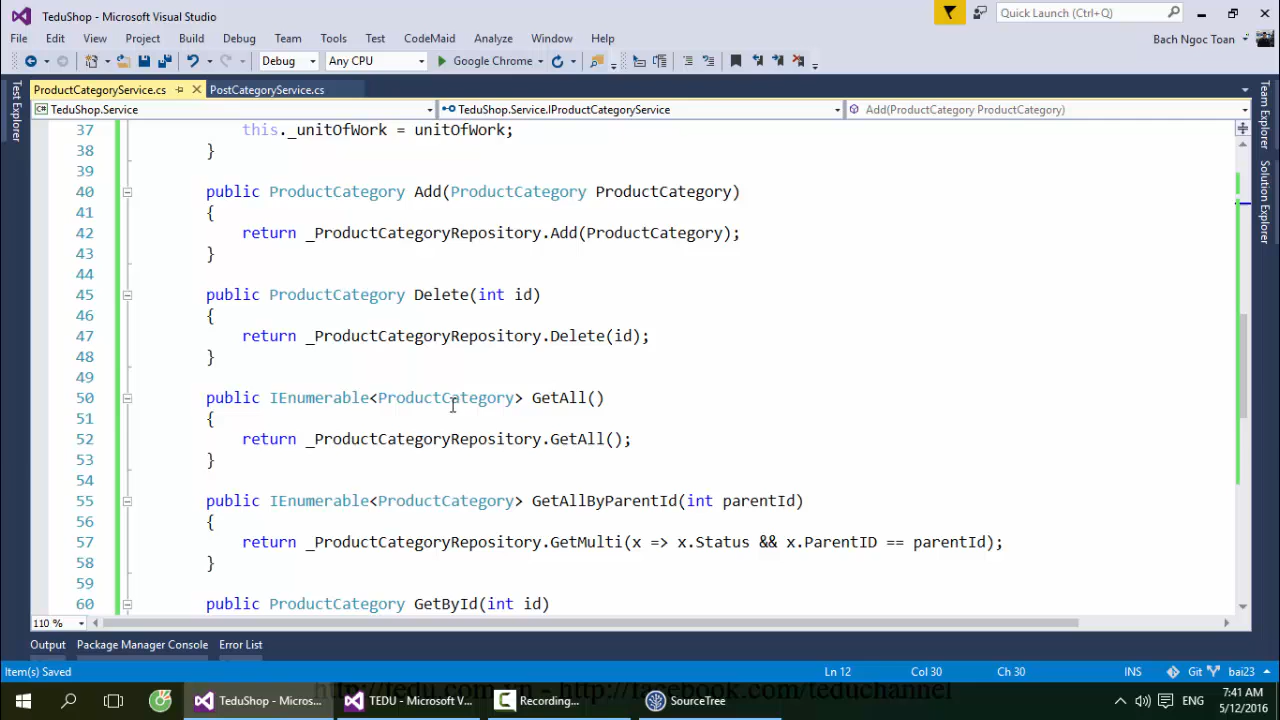 TeduShop - Microsoft Visual Studio
Quick Launch (Ctrl+Q)
File Edit View Project Build Debug Team Tools Test CodeMaid Analyze Window Help
Bach Ngoc Toan
Debug Any CPU Google Chrome
ProductCategoryService.cs PostCategoryService.cs
TeduShop.Service TeduShop.Service.IProductCategoryService Add(ProductCategory ProductCategory)
Test Explorer
Team Explorer
Solution Explorer
37 this._unitOfWork = unitOfWork;
38 }
39
40 public ProductCategory Add(ProductCategory ProductCategory)
41 {
42 return _ProductCategoryRepository.Add(ProductCategory);
43 }
44
45 public ProductCategory Delete(int id)
46 {
47 return _ProductCategoryRepository.Delete(id);
48 }
49
50 public IEnumerable<ProductCategory> GetAll()
51 {
52 return _ProductCategoryRepository.GetAll();
53 }
54
55 public IEnumerable<ProductCategory> GetAllByParentId(int parentId)
56 {
57 return _ProductCategoryRepository.GetMulti(x => x.Status && x.ParentID == parentId);
58 }
59
60 public ProductCategory GetById(int id)
110 %
Output Package Manager Console Error List
Item(s) Saved Ln 12 Col 30 Ch 30 INS Git bai23
http://tedu.com.vn - http://facebook.com/teduchannel
TeduShop - Micros... TEDU - Microsoft V... Recording... SourceTree ENG 7:41 AM
5/12/2016